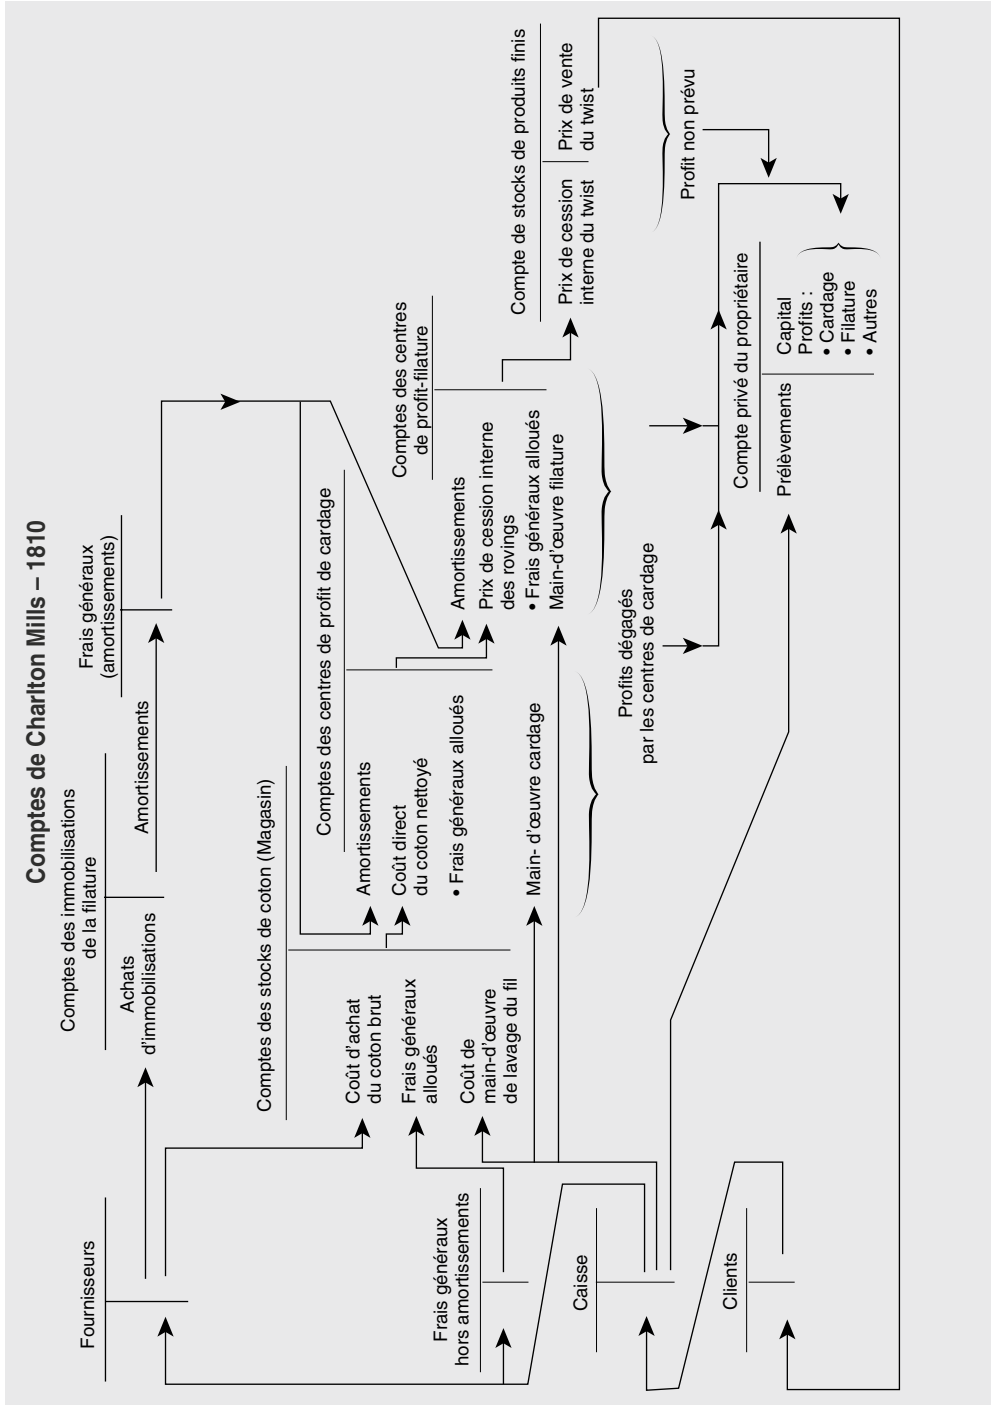 Comptes de Charlton Mills – 1810
Fournisseurs
Comptes des immobilisations
de la filature
Achats
d'immobilisations
Amortissements
Frais généraux
(amortissements)
Comptes des stocks de coton (Magasin)
Coût d'achat
du coton brut
Frais généraux
alloués
Coût de
main-d'œuvre
de lavage du fil
Comptes des centres de profit de cardage
Amortissements
Coût direct
du coton nettoyé
• Frais généraux alloués
Main- d'œuvre cardage
Comptes des centres
de profit-filature
Amortissements
Prix de cession interne
des rovings
• Frais généraux alloués
Main-d'œuvre filature
Compte de stocks de produits finis
Prix de cession
interne du twist
Prix de vente
du twist
Frais généraux
hors amortissements
Caisse
Clients
Profits dégagés
par les centres de cardage
Profit non prévu
Compte privé du propriétaire
Prélèvements
Capital
Profits :
• Cardage
• Filature
• Autres